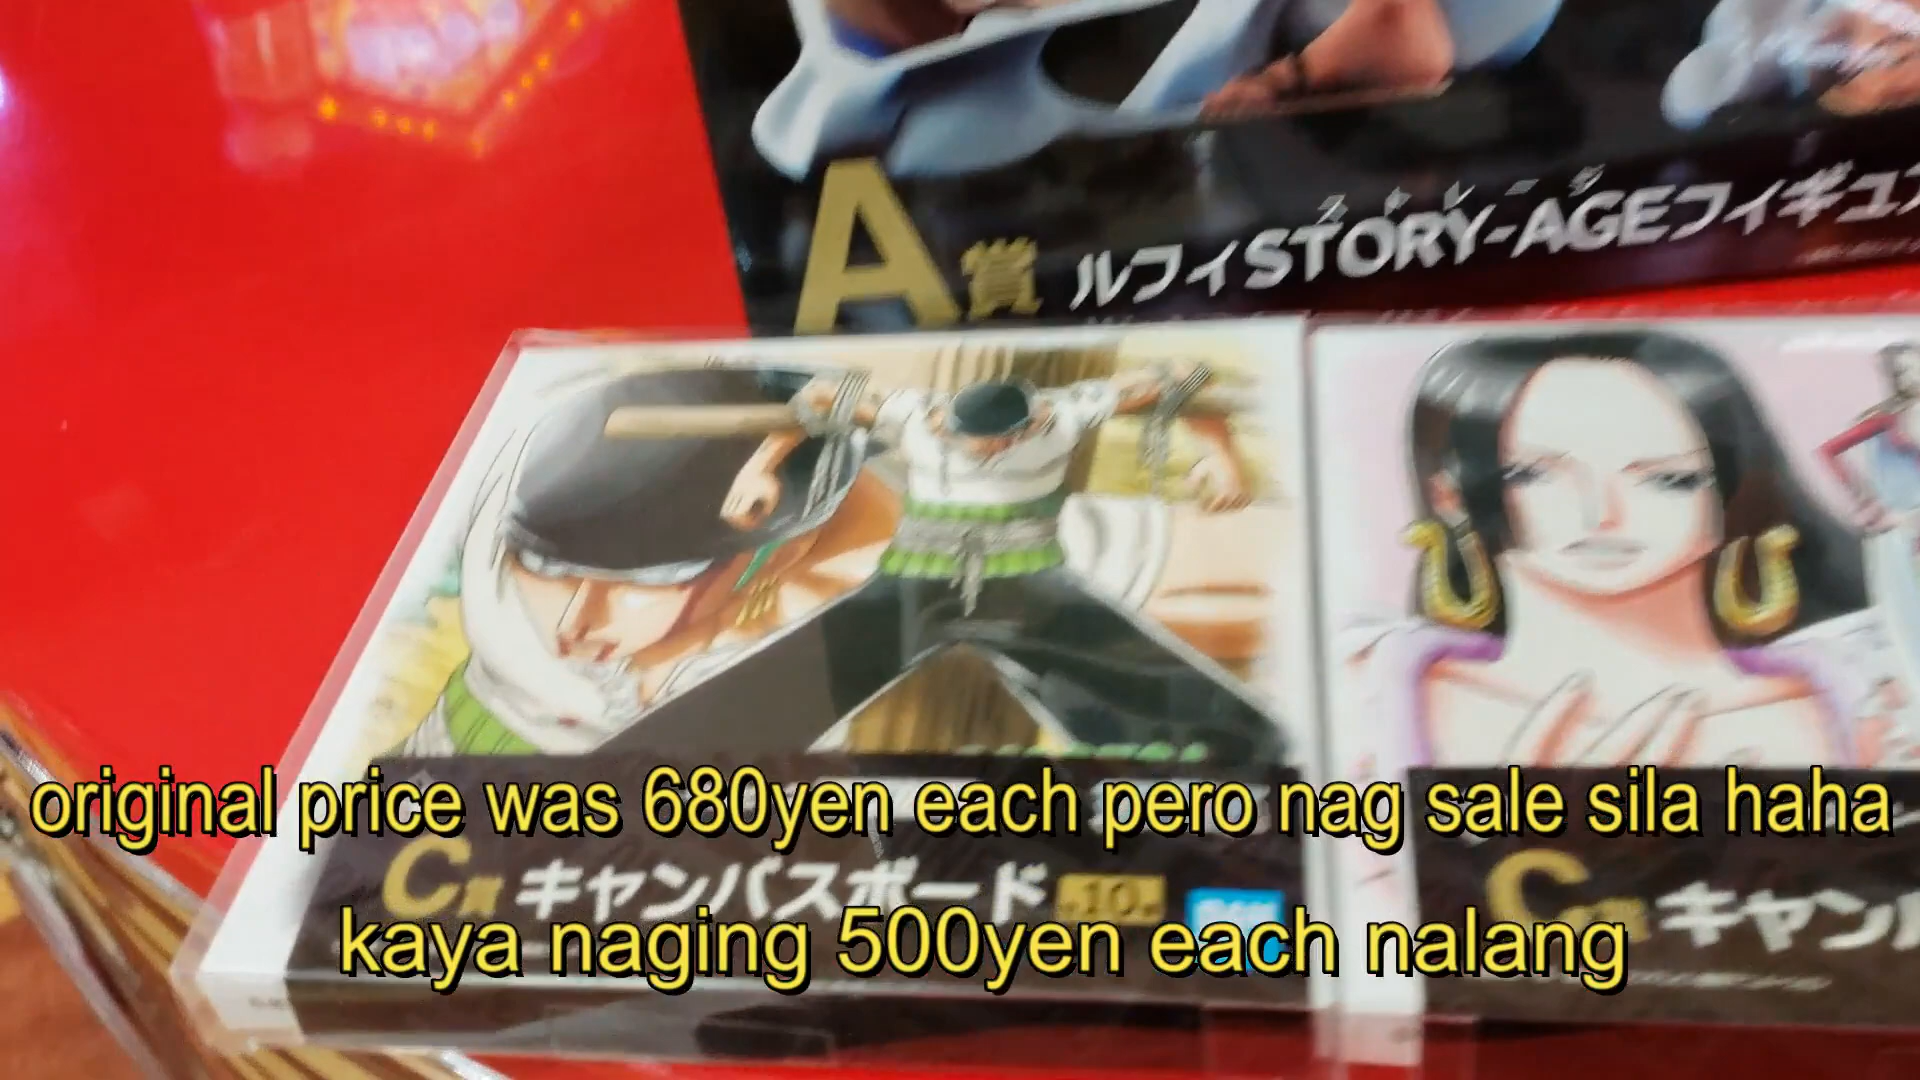 A賞 ルフィSTORY-AGEフィギュア
original price was 680yen each pero nag sale sila haha
C賞 キャンバスボード 10
C賞 キャン
kaya naging 500yen each nalang